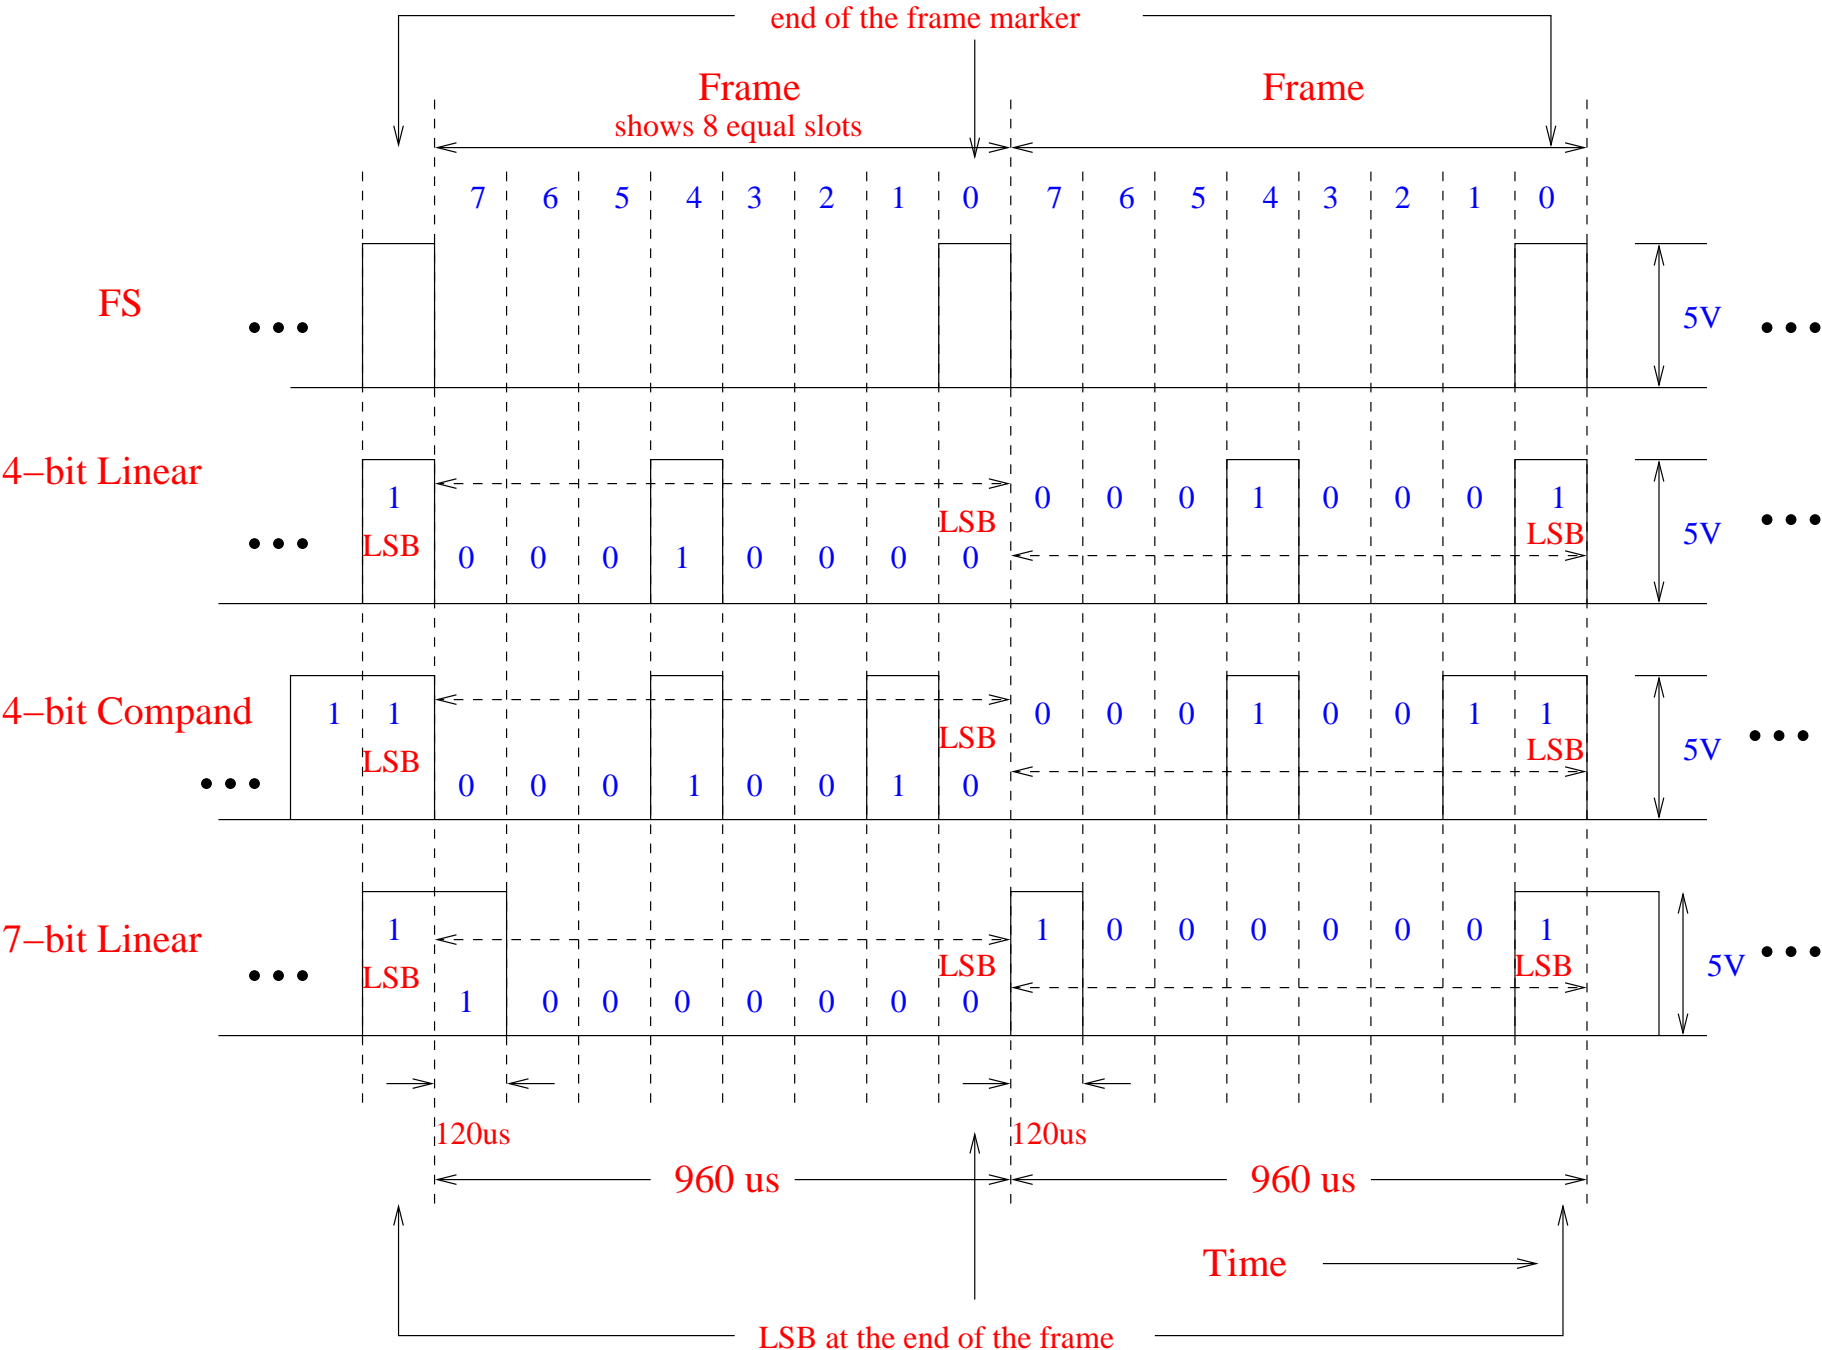 end of the frame marker
Frame Frame
shows 8 equal slots
7 6 5 4 3 2 1 0 7 6 5 4 3 2 1 0
FS
5V
4−bit Linear
1
LSB
0 0 0 1 0 0 0 0
LSB
0 0 0 1 0 0 0 1
LSB
5V
4−bit Compand
1 1
LSB
0 0 0 1 0 0 1 0
LSB
0 0 0 1 0 0 1 1
LSB
5V
7−bit Linear
1
LSB
1 0 0 0 0 0 0 0
LSB
1 0 0 0 0 0 0 1
LSB
5V
120us 120us
960 us 960 us
Time
LSB at the end of the frame